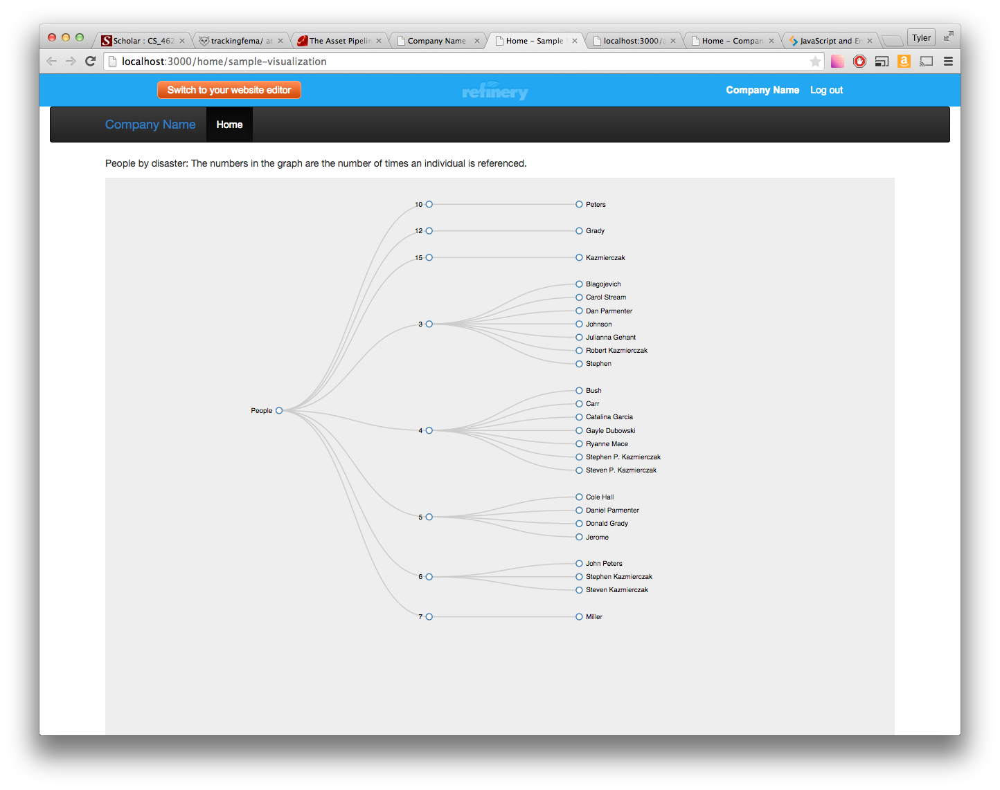 Scholar : CS_462
trackingfema/ at
The Asset Pipelin
Company Name
Home – Sample
localhost:3000/a
Home – Compan
JavaScript and Er
Tyler
localhost:3000/home/sample-visualization
Switch to your website editor
refinery
Company Name
Log out
Company Name
Home
People by disaster: The numbers in the graph are the number of times an individual is referenced.
10
Peters
12
Grady
15
Kazmierczak
Blagojevich
Carol Stream
Dan Parmenter
3
Johnson
Julianna Gehant
Robert Kazmierczak
Stephen
Bush
Carr
People
Catalina Garcia
4
Gayle Dubowski
Ryanne Mace
Stephen P. Kazmierczak
Steven P. Kazmierczak
Cole Hall
Daniel Parmenter
5
Donald Grady
Jerome
John Peters
6
Stephen Kazmierczak
Steven Kazmierczak
7
Miller